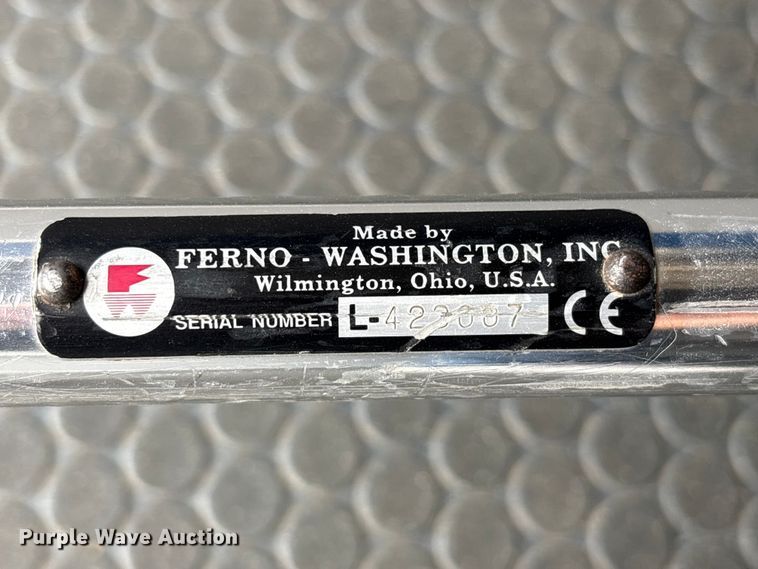 Made by
FERNO - WASHINGTON, INC
Wilmington, Ohio, U.S.A.
SERIAL NUMBER
CE
Purple Wave Auction